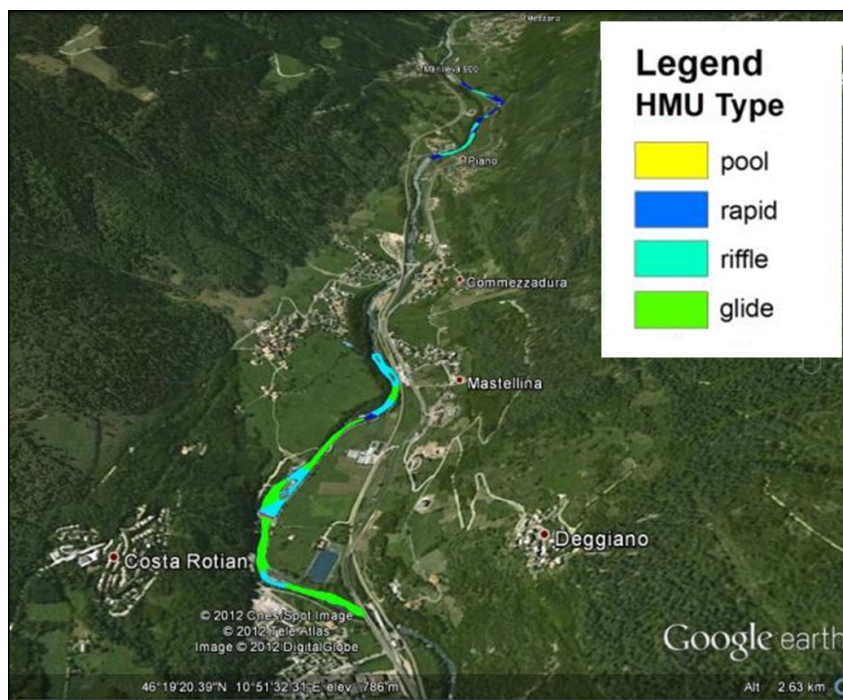 Mezzano
Legend
HMU Type
pool
rapid
riffle
glide
Piano
Commezzadura
Mastellina
Deggiano
Costa Rotian
© 2012 Cnes/Spot Image
© 2012 Tele Atlas
Image © 2012 DigitalGlobe
Google earth
46°19'20.39"N 10°51'32.31"E elev 786 m
Alt 2.63 km